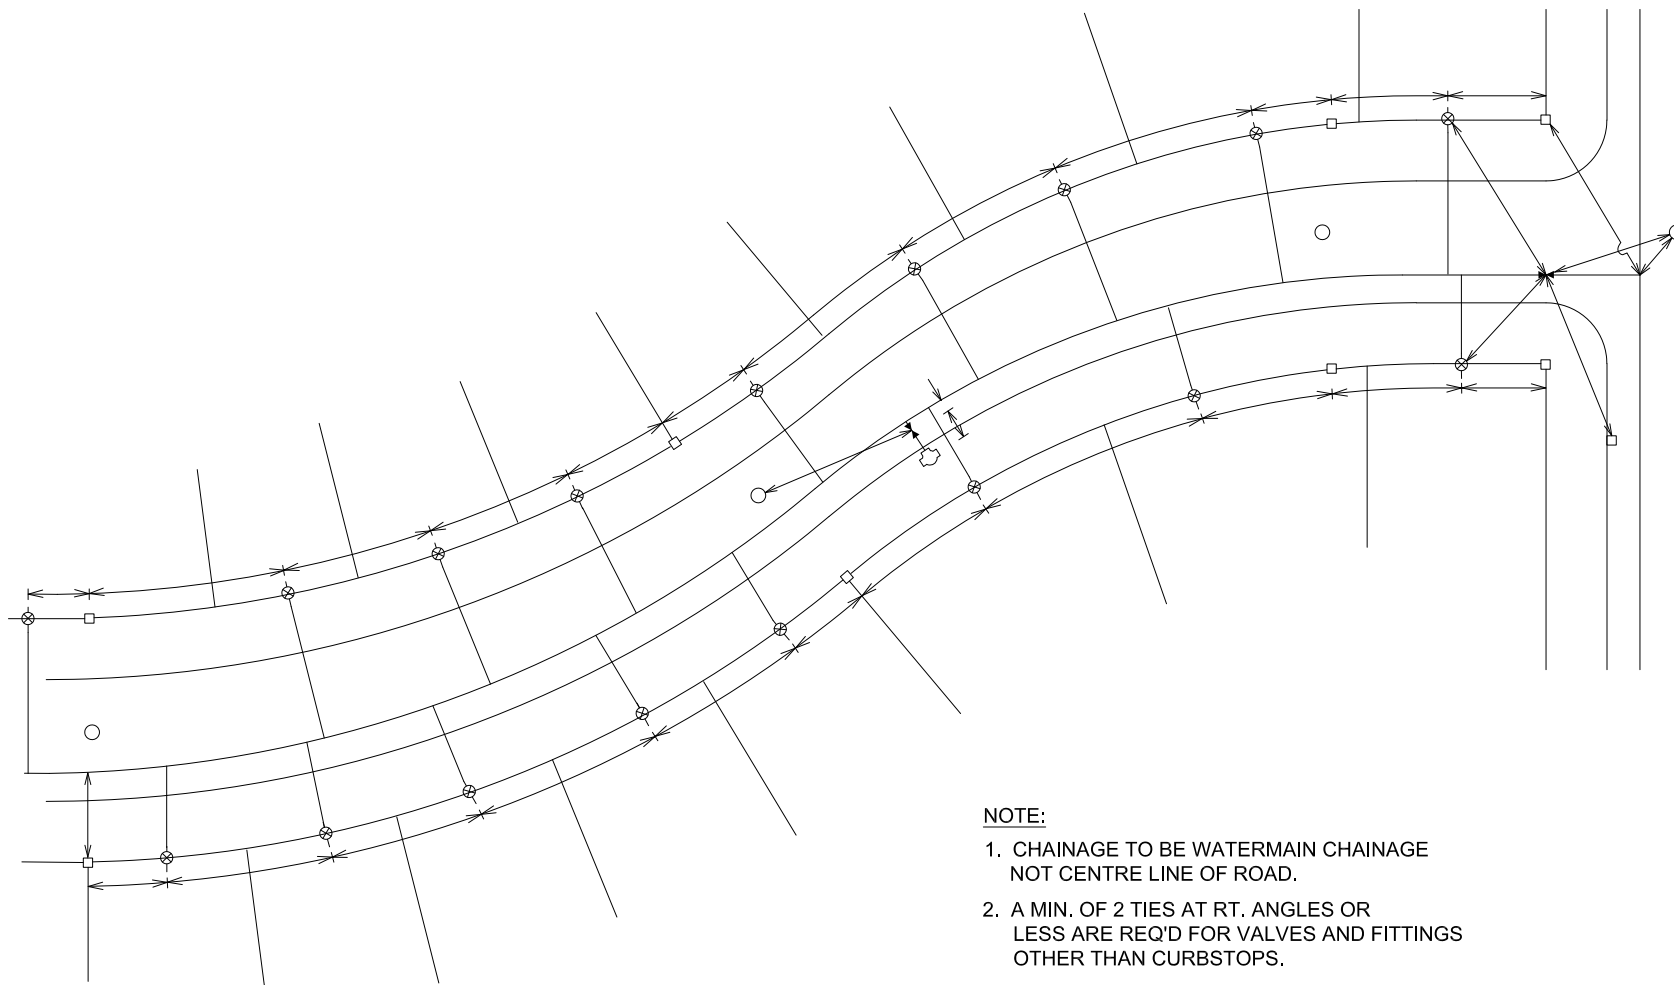 NOTE:
1. CHAINAGE TO BE WATERMAIN CHAINAGE
NOT CENTRE LINE OF ROAD.
2. A MIN. OF 2 TIES AT RT. ANGLES OR
LESS ARE REQ'D FOR VALVES AND FITTINGS
OTHER THAN CURBSTOPS.